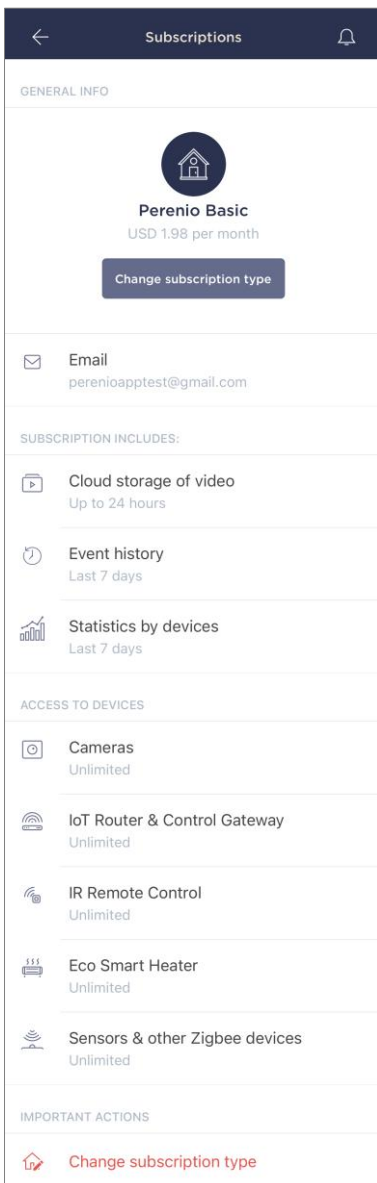 Subscriptions
GENERAL INFO
Perenio Basic
USD 1.98 per month
Change subscription type
Email
perenioapptest@gmail.com
SUBSCRIPTION INCLUDES:
Cloud storage of video
Up to 24 hours
Event history
Last 7 days
Statistics by devices
Last 7 days
ACCESS TO DEVICES
Cameras
Unlimited
IoT Router & Control Gateway
Unlimited
IR Remote Control
Unlimited
Eco Smart Heater
Unlimited
Sensors & other Zigbee devices
Unlimited
IMPORTANT ACTIONS
Change subscription type